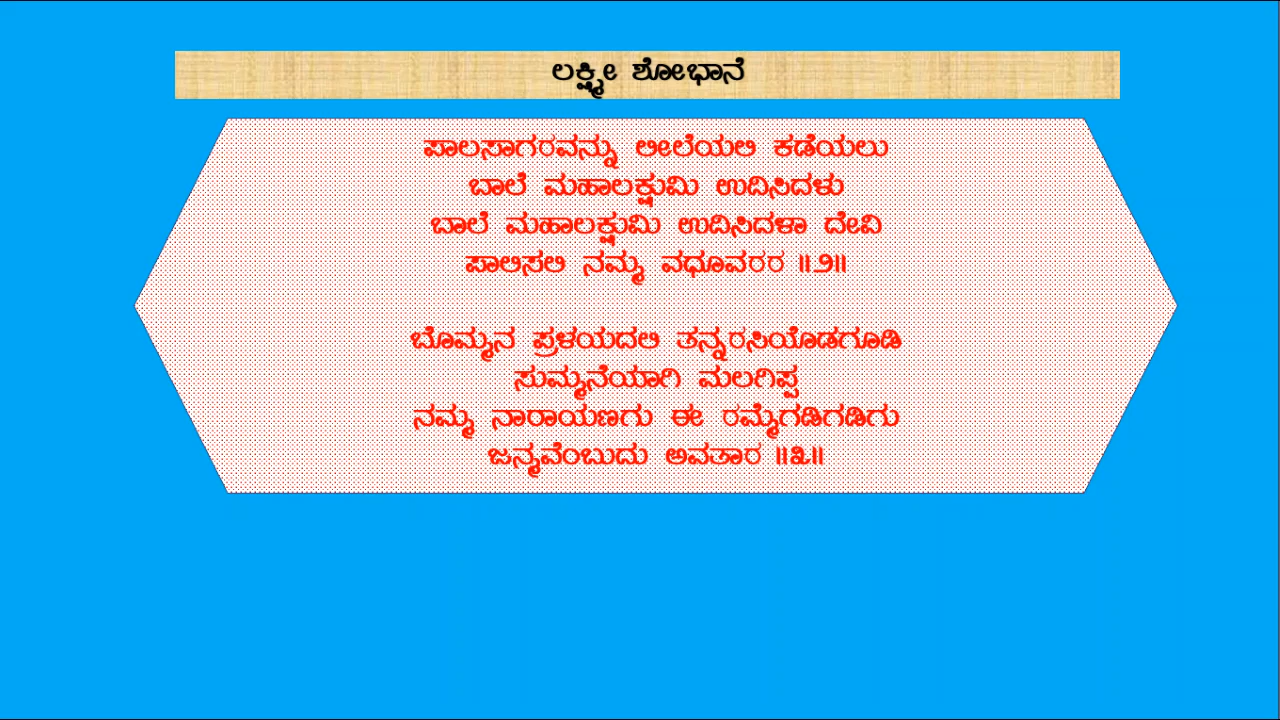 ಲಕ್ಷ್ಮೀ ಶೋಭಾನೆ
ಪಾಲಸಾಗರವನ್ನು ಲೀಲೆಯಲಿ ಕಡೆಯಲು
ಬಾಲೆ ಮಹಾಲಕ್ಷುಮಿ ಉದಿಸಿದಳು
ಬಾಲೆ ಮಹಾಲಕ್ಷುಮಿ ಉದಿಸಿದಳಾ ದೇವಿ
ಪಾಲಿಸಲಿ ನಮ್ಮ ವಧೂವರರ ॥೨॥
ಬೊಮ್ಮನ ಪ್ರಳಯದಲಿ ತನ್ನರಸಿಯೊಡಗೂಡಿ
ಸುಮ್ಮನೆಯಾಗಿ ಮಲಗಿಪ್ಪ
ನಮ್ಮ ನಾರಾಯಣಗು ಈ ರಮ್ಮೆಗಡಿಗಡಿಗು
ಜನ್ಮವೆಂಬುದು ಅವತಾರ ॥೩॥